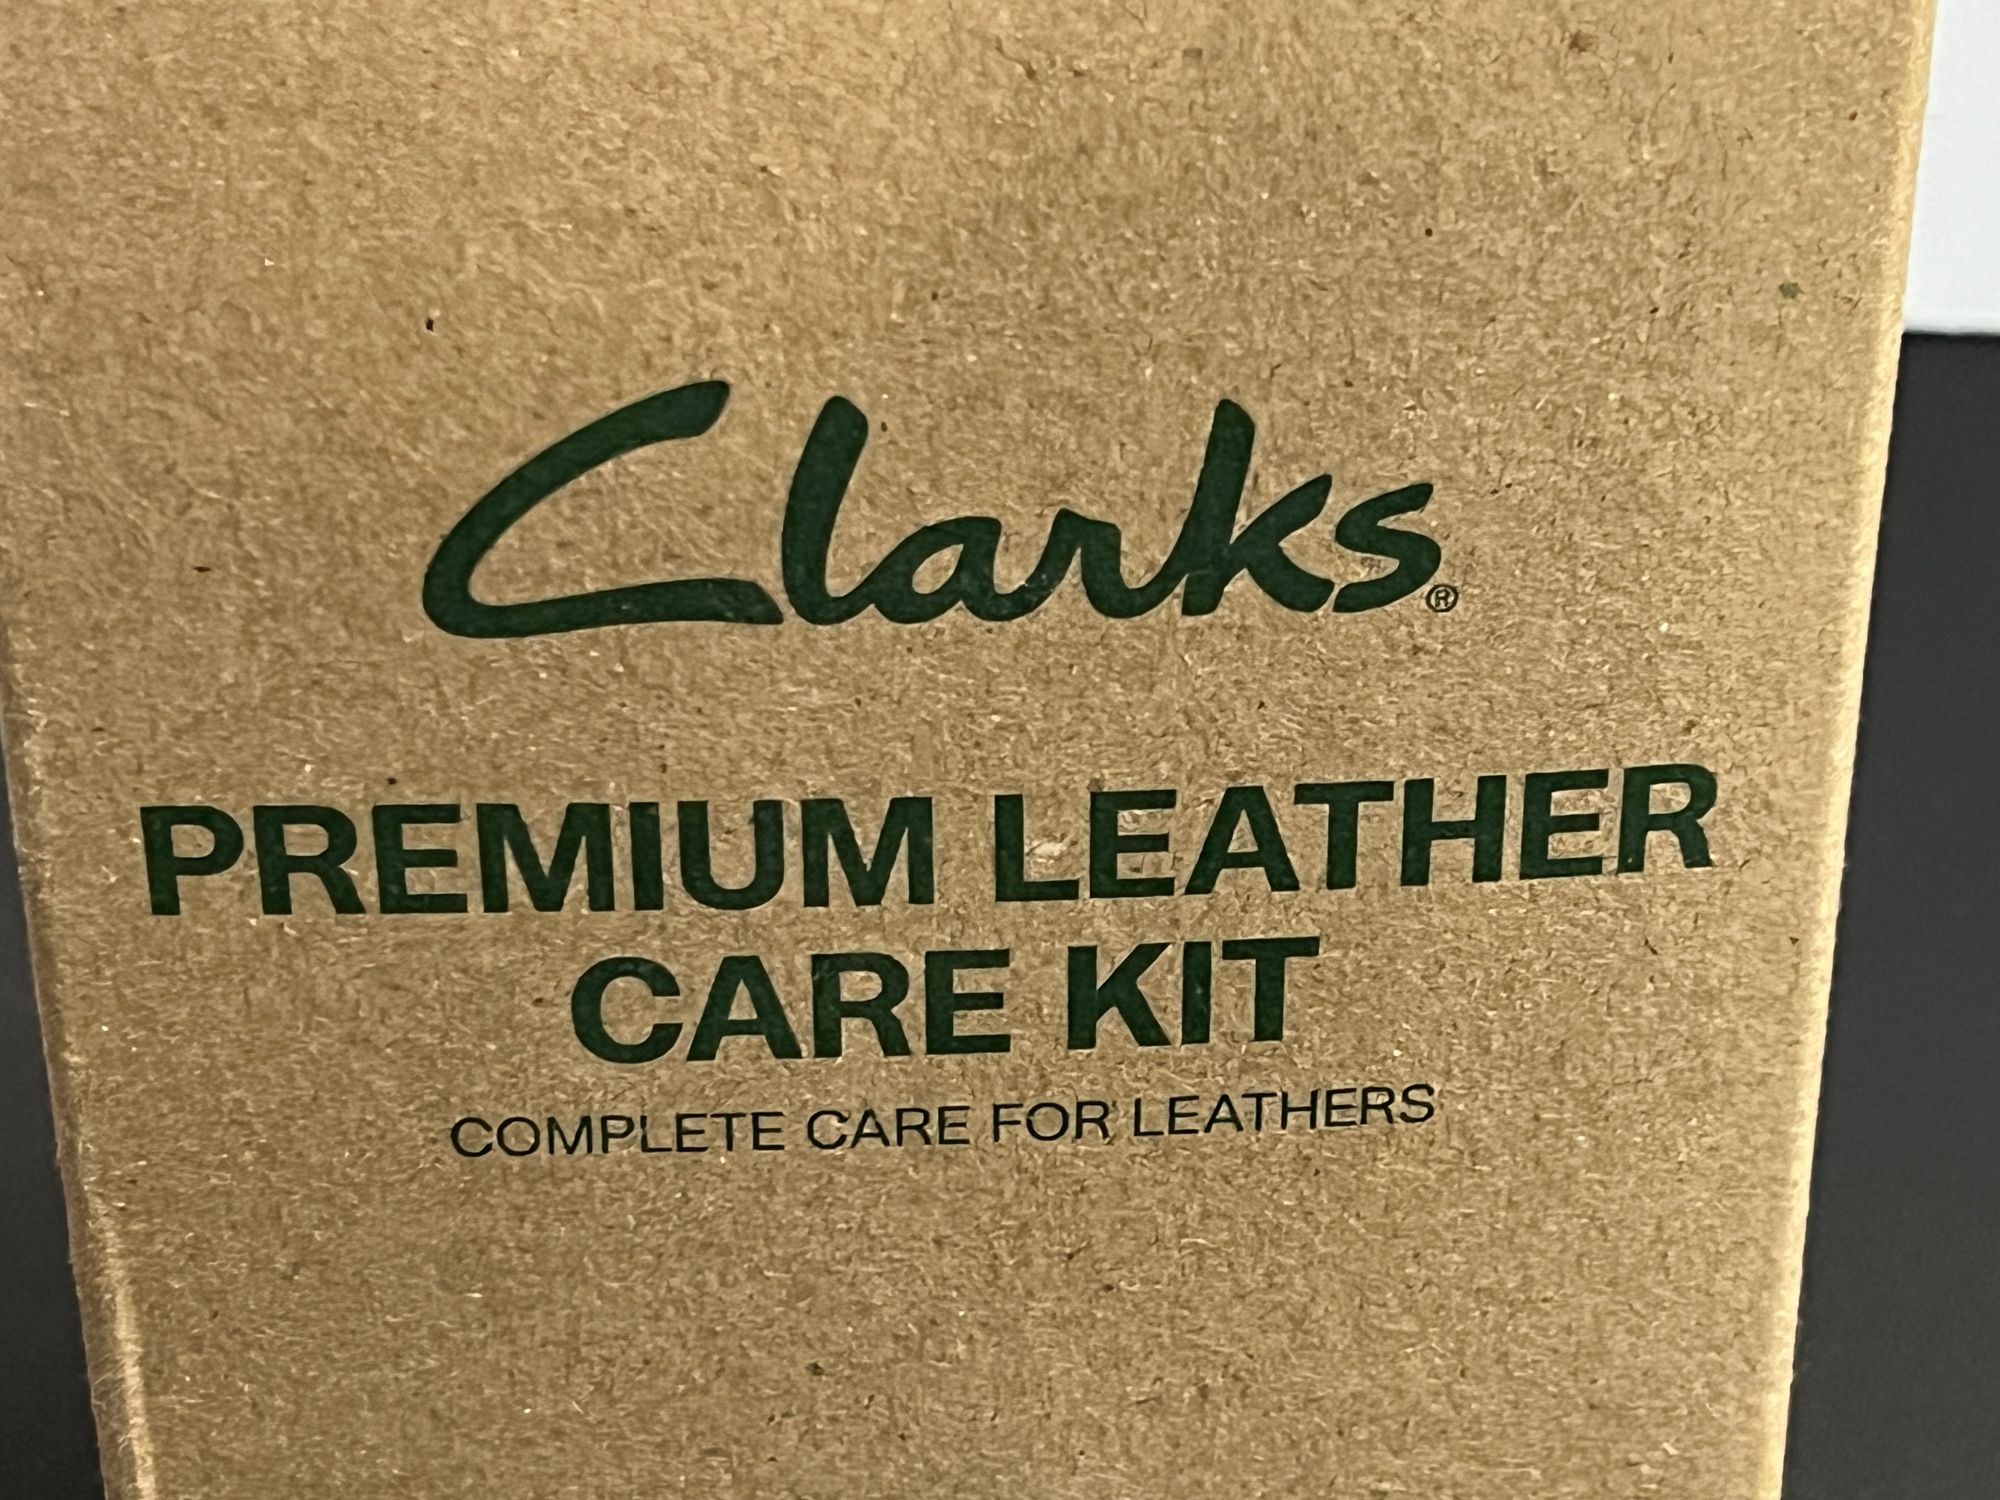 Clarks®
PREMIUM LEATHER
CARE KIT
COMPLETE CARE FOR LEATHERS